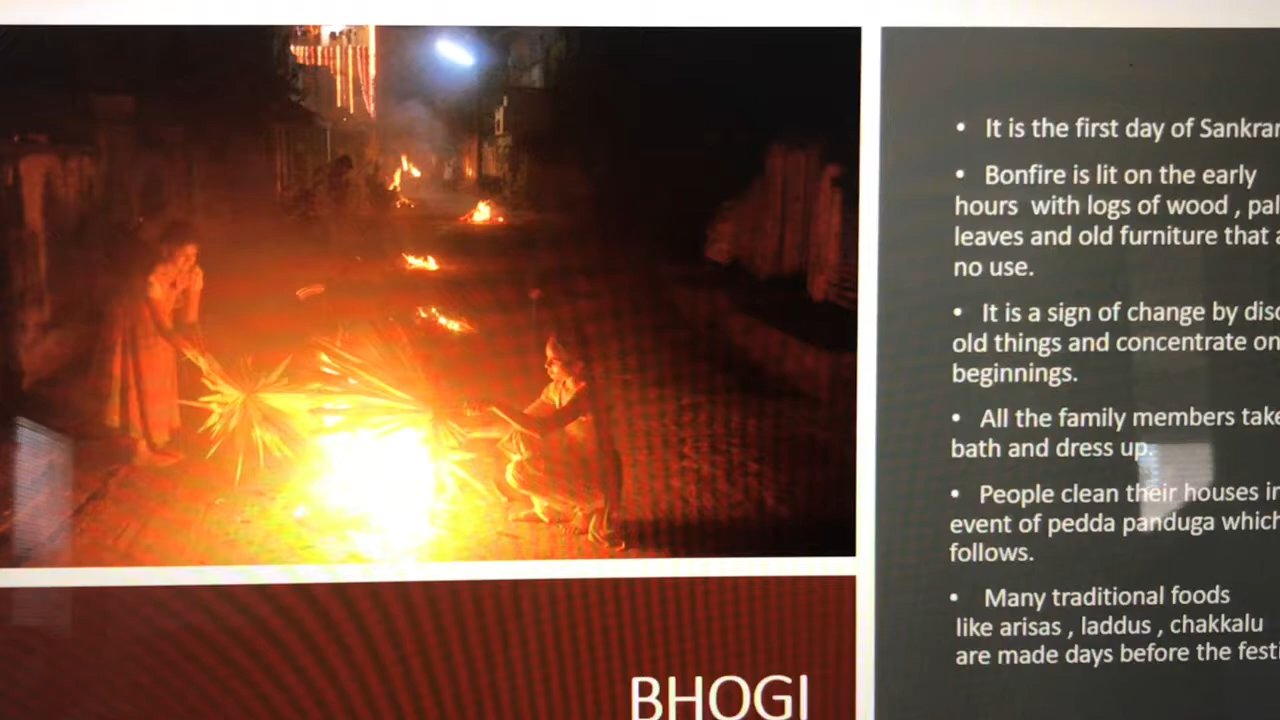 • It is the first day of
• Bonfire is lit on the early
hours with logs of wood ,
leaves and old furniture that
no use.
• It is a sign of change by
old things and concentrate on
beginnings.
• All the family members take
bath and dress up.
• People clean their houses
event of pedda panduga which
follows.
• Many traditional foods
like arisas , laddus , chakkalu
are made days before the
BHOGI